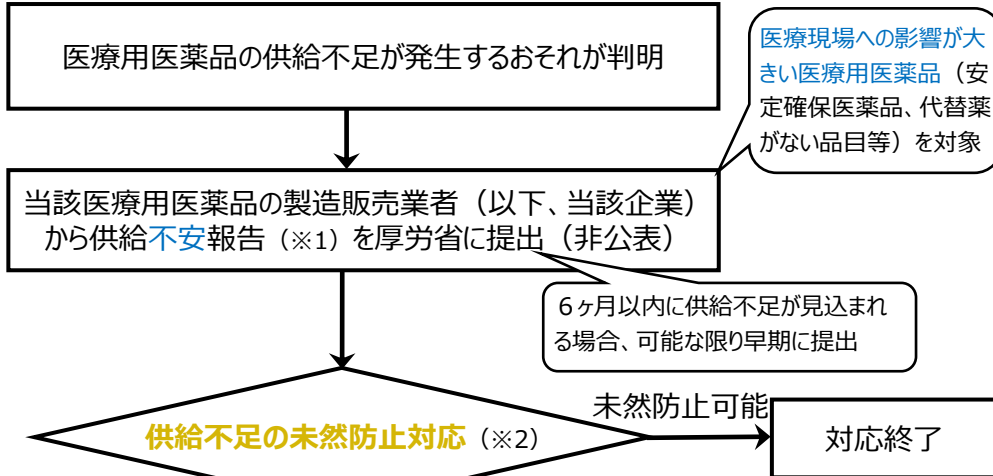 医療用医薬品の供給不足が発生するおそれが判明
医療現場への影響が大
きい医療用医薬品（安
定確保医薬品、代替薬
がない品目等）を対象
当該医療用医薬品の製造販売業者（以下、当該企業）
から供給不安報告（※1）を厚労省に提出（非公表）
６ヶ月以内に供給不足が見込まれ
る場合、可能な限り早期に提出
供給不足の未然防止対応（※2）
未然防止可能
対応終了